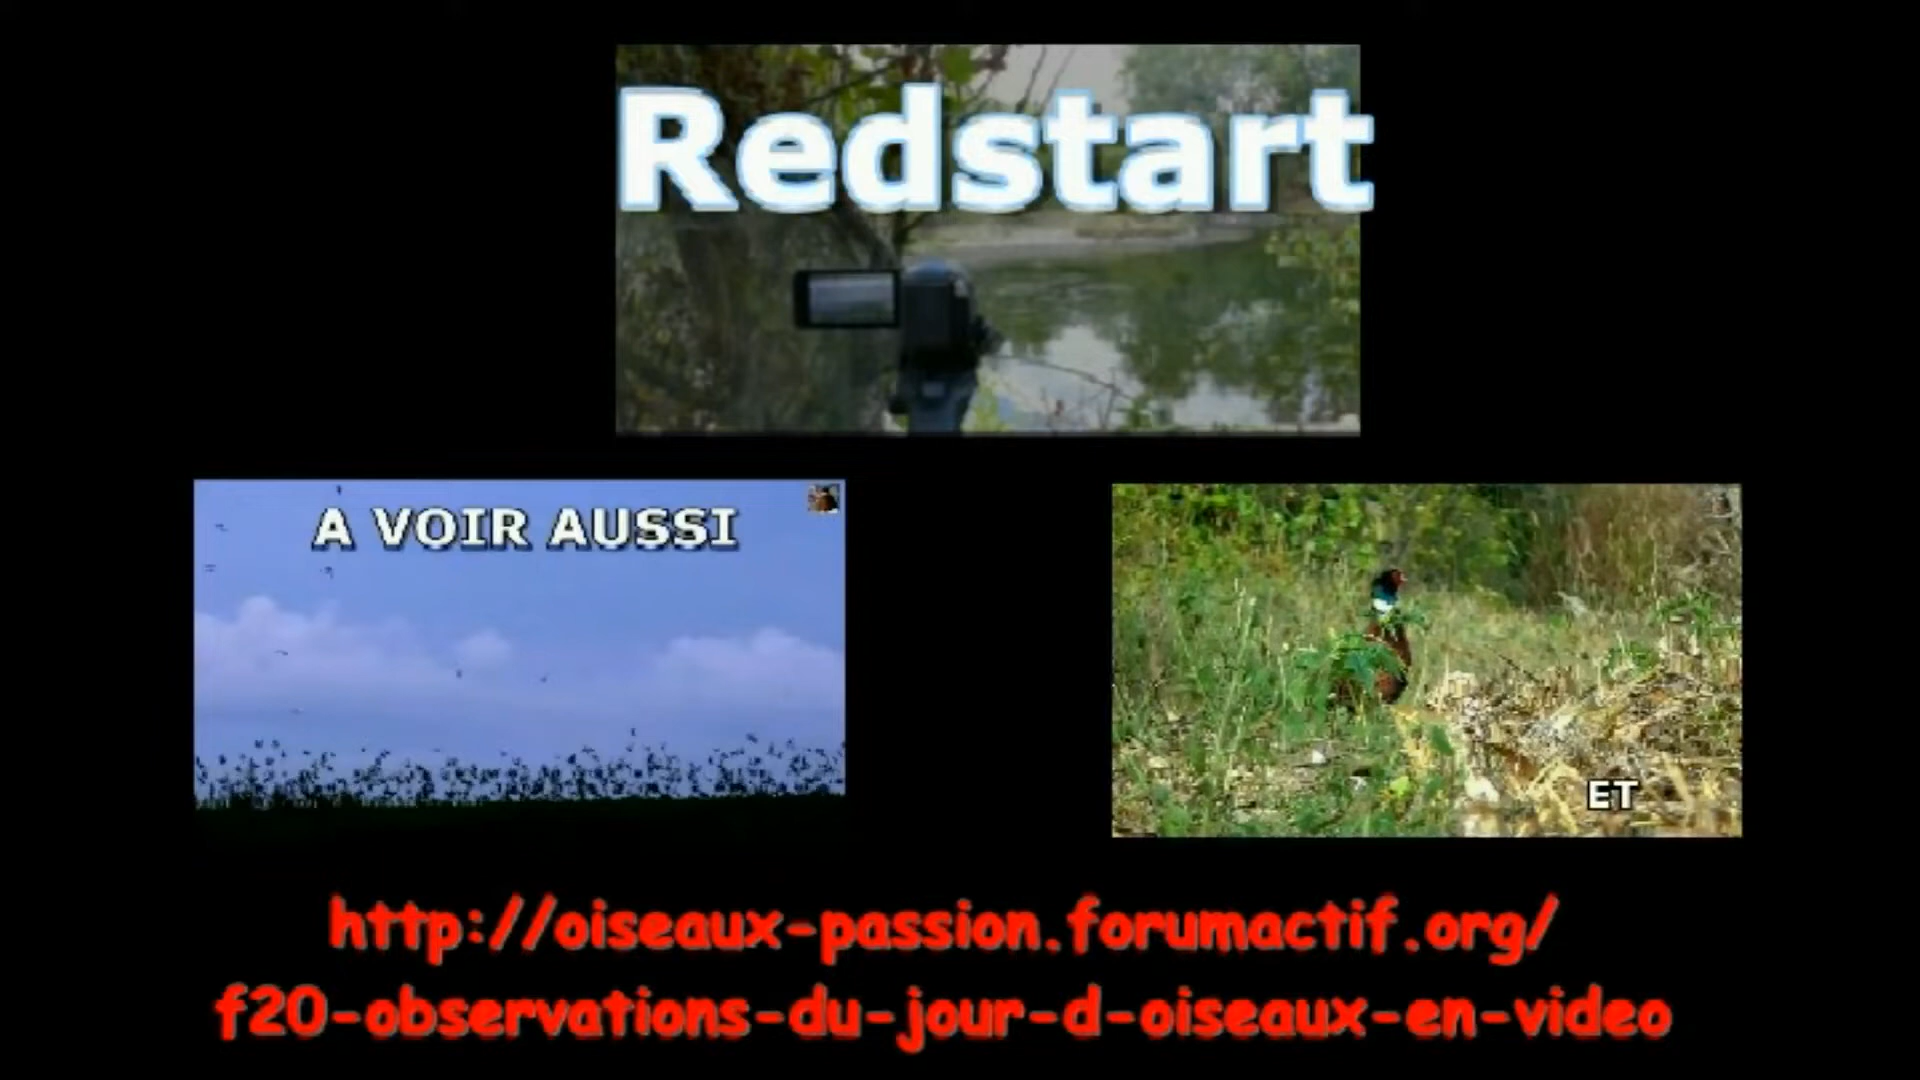 Redstart
A VOIR AUSSI
ET
http://oiseaux-passion.forumactif.org/
f20-observations-du-jour-d-oiseaux-en-video